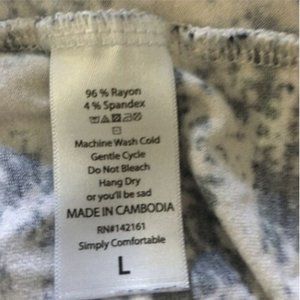 96 % Rayon
4 % Spandex
Machine Wash Cold
Gentle Cycle
Do Not Bleach
Hang Dry
or you'll be sad
MADE IN CAMBODIA
RN#142161
Simply Comfortable
L